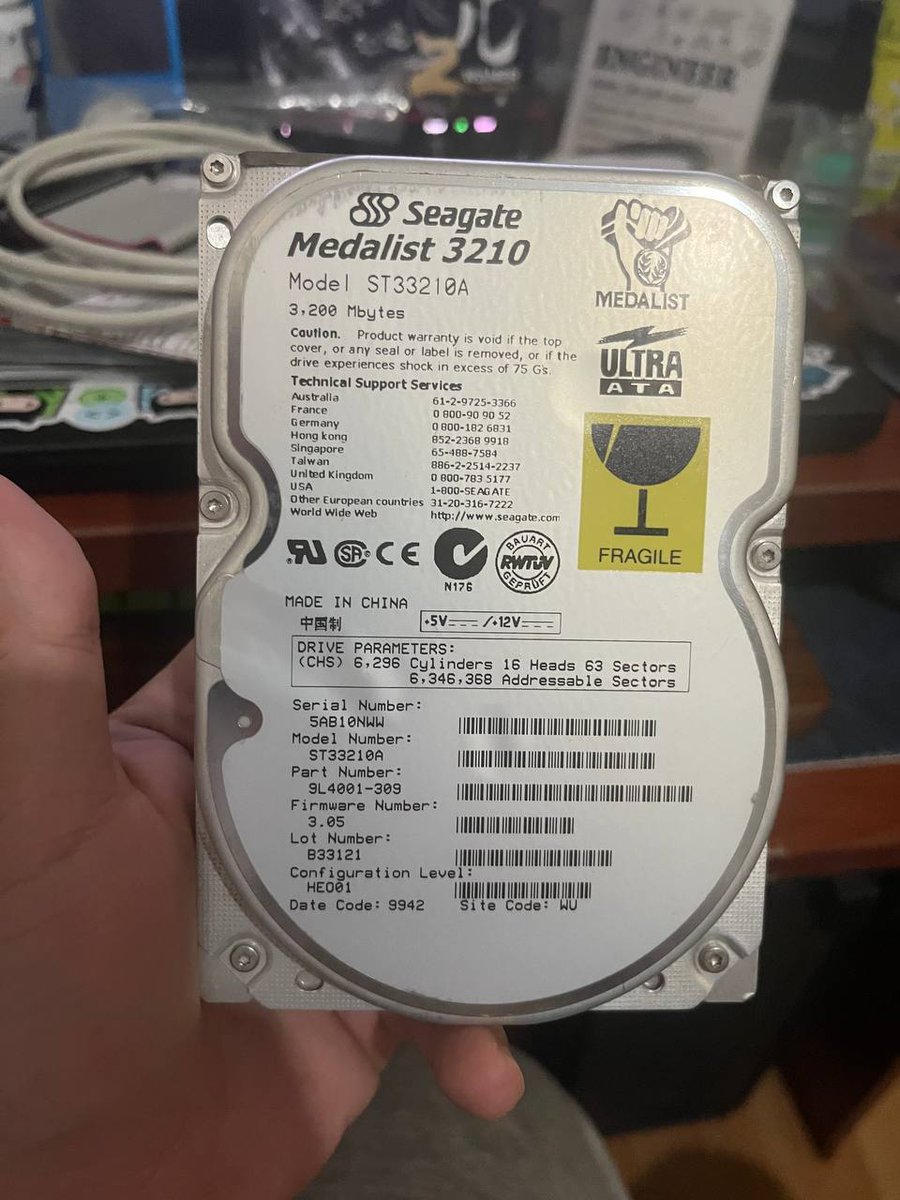 ENGINEER
Seagate
Medalist 3210
Model ST33210A
3,200 Mbytes
MEDALIST
ULTRA
ATA
Caution. Product warranty is void if the top
cover, or any seal or label is removed, or if the
drive experiences shock in excess of 75 G's.
Technical Support Services
Australia 61-2-9725-3366
France 0 800-90 90 52
Germany 0 800-182 6831
Hong kong 852-2368 9918
Singapore 65-488-7584
Taiwan 886-2-2514-2237
United Kingdom 0 800-783 5177
USA 1-800-SEAGATE
Other European countries 31-20-316-7222
World Wide Web http://www.seagate.com
FRAGILE
N176
BAUART
RWTÜV
GEPRÜFT
MADE IN CHINA
中国制
+5V /+12V
DRIVE PARAMETERS:
(CHS) 6,296 Cylinders 16 Heads 63 Sectors
6,346,368 Addressable Sectors
Serial Number:
5AB10NWW
Model Number:
ST33210A
Part Number:
9L4001-309
Firmware Number:
3.05
Lot Number:
B33121
Configuration Level:
HEO01
Date Code: 9942 Site Code: WU